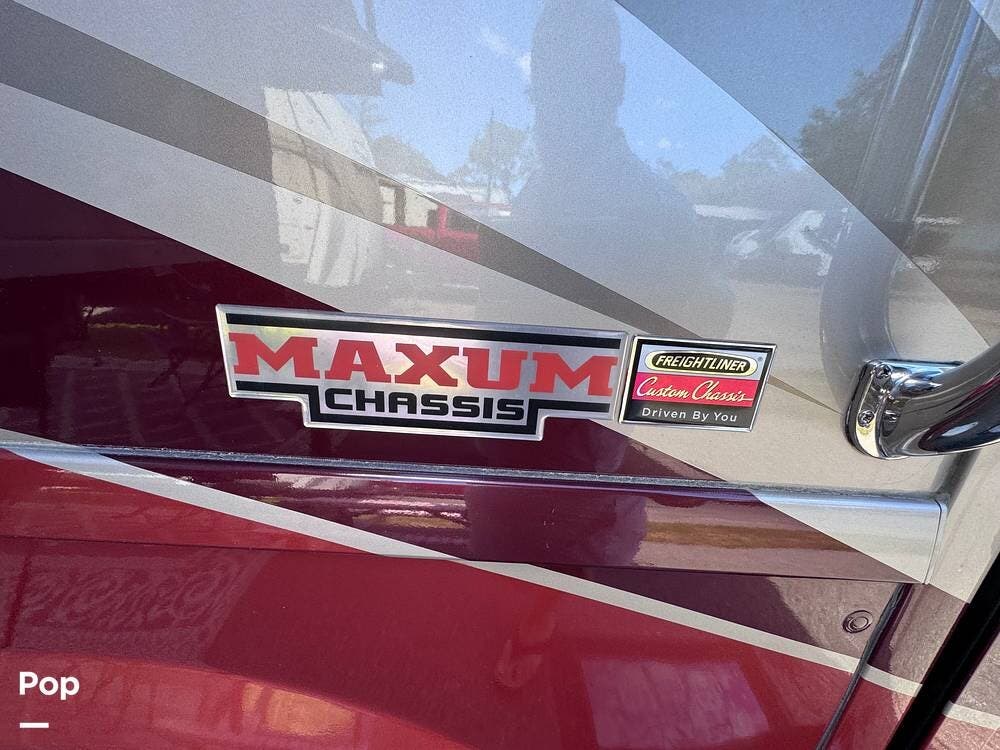 MAXUM
CHASSIS
FREIGHTLINER®
Custom Chassis
Driven By You
Pop